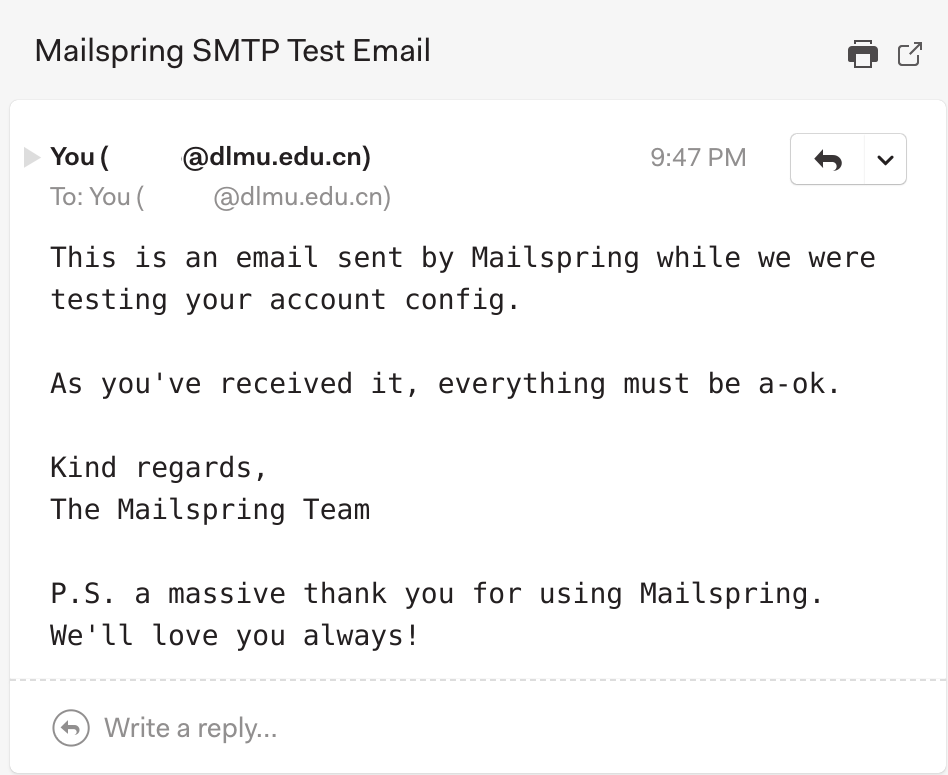 Mailspring SMTP Test Email
You ( @dlmu.edu.cn) 9:47 PM
To: You ( @dlmu.edu.cn)
This is an email sent by Mailspring while we were
testing your account config.
As you've received it, everything must be a-ok.
Kind regards,
The Mailspring Team
P.S. a massive thank you for using Mailspring.
We'll love you always!
Write a reply...